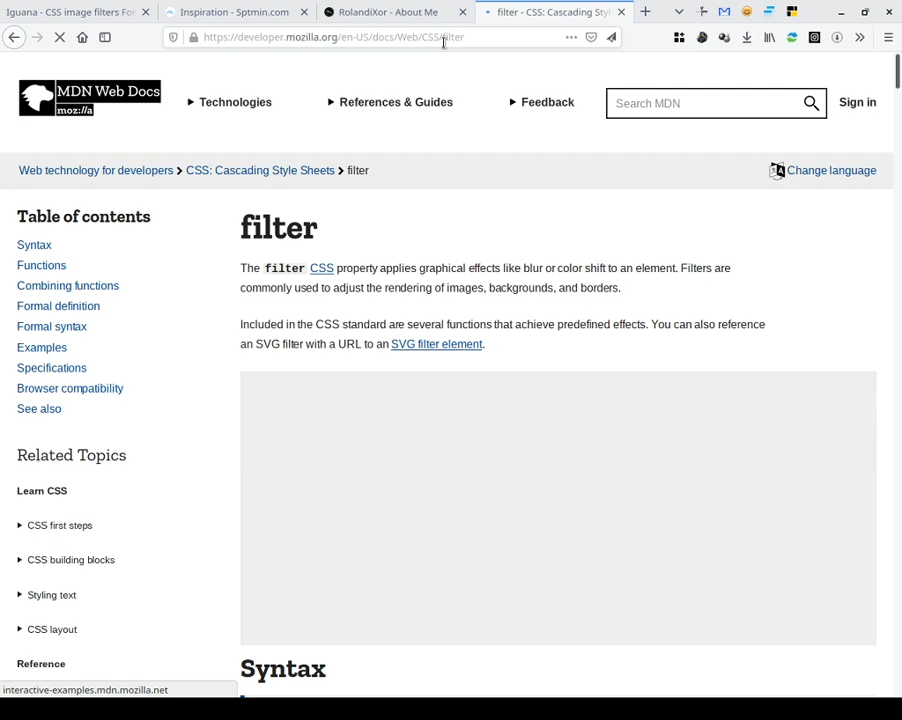 Iguana - CSS image filters For
Inspiration - Sptmin.com
RolandiXor - About Me
filter - CSS: Cascading Styl
https://developer.mozilla.org/en-US/docs/Web/CSS/filter
MDN Web Docs
moz://a
Technologies
References & Guides
Feedback
Search MDN
Sign in
Web technology for developers
CSS: Cascading Style Sheets
filter
Change language
Table of contents
Syntax
Functions
Combining functions
Formal definition
Formal syntax
Examples
Specifications
Browser compatibility
See also
Related Topics
Learn CSS
CSS first steps
CSS building blocks
Styling text
CSS layout
Reference
filter
The filter CSS property applies graphical effects like blur or color shift to an element. Filters are
commonly used to adjust the rendering of images, backgrounds, and borders.
Included in the CSS standard are several functions that achieve predefined effects. You can also reference
an SVG filter with a URL to an SVG filter element.
Syntax
interactive-examples.mdn.mozilla.net